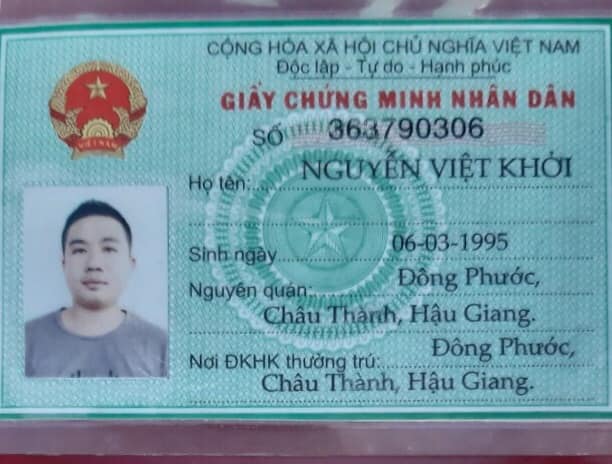 CỘNG HÒA XÃ HỘI CHỦ NGHĨA VIỆT NAM
Độc lập - Tự do - Hạnh phúc
GIẤY CHỨNG MINH NHÂN DÂN
SỐ 363790306
Họ tên: NGUYỄN VIỆT KHỞI
Sinh ngày 06-03-1995
Nguyên quán: Đông Phước,
Châu Thành, Hậu Giang.
Nơi ĐKHK thường trú: Đông Phước,
Châu Thành, Hậu Giang.
VIỆT NAM